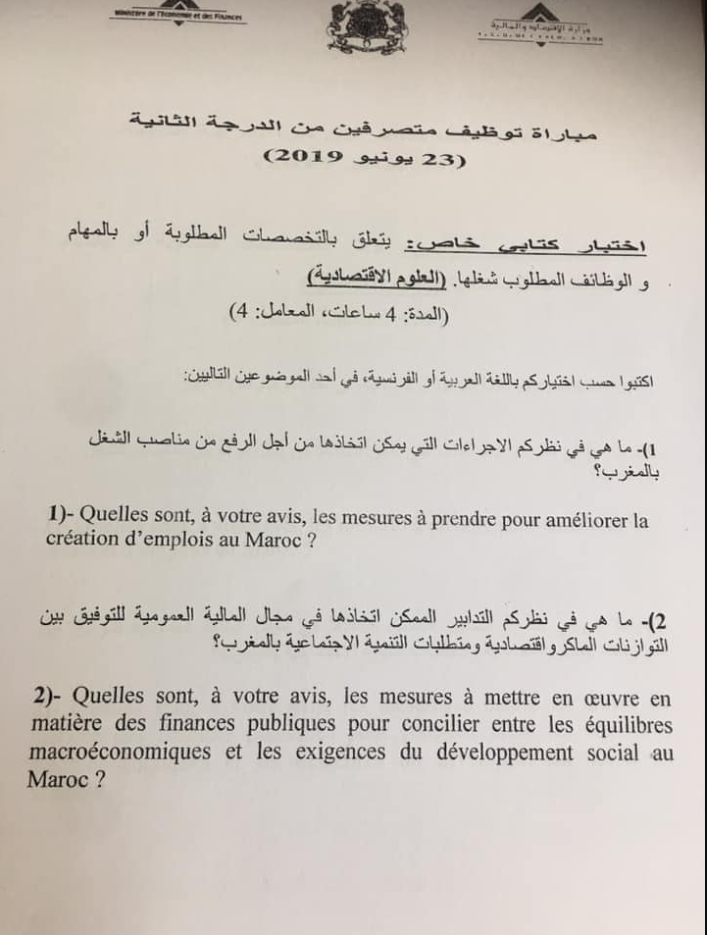 Ministère de l'Economie et des Finances
وزارة الاقتصاد والمالية
مباراة توظيف متصرفين من الدرجة الثانية
(23 يونيو 2019)
اختبار كتابي خاص: يتعلق بالتخصصات المطلوبة أو بالمهام
و الوظائف المطلوب شغلها. (العلوم الاقتصادية)
(المدة: 4 ساعات، المعامل: 4)
اكتبوا حسب اختياركم باللغة العربية أو الفرنسية، في أحد الموضوعين التاليين:
1)- ما هي في نظركم الاجراءات التي يمكن اتخاذها من أجل الرفع من مناصب الشغل
بالمغرب؟
1)- Quelles sont, à votre avis, les mesures à prendre pour améliorer la
création d'emplois au Maroc ?
2)- ما هي في نظركم التدابير الممكن اتخاذها في مجال المالية العمومية للتوفيق بين
التوازنات الماكرواقتصادية ومتطلبات التنمية الاجتماعية بالمغرب؟
2)- Quelles sont, à votre avis, les mesures à mettre en œuvre en
matière des finances publiques pour concilier entre les équilibres
macroéconomiques et les exigences du développement social au
Maroc ?